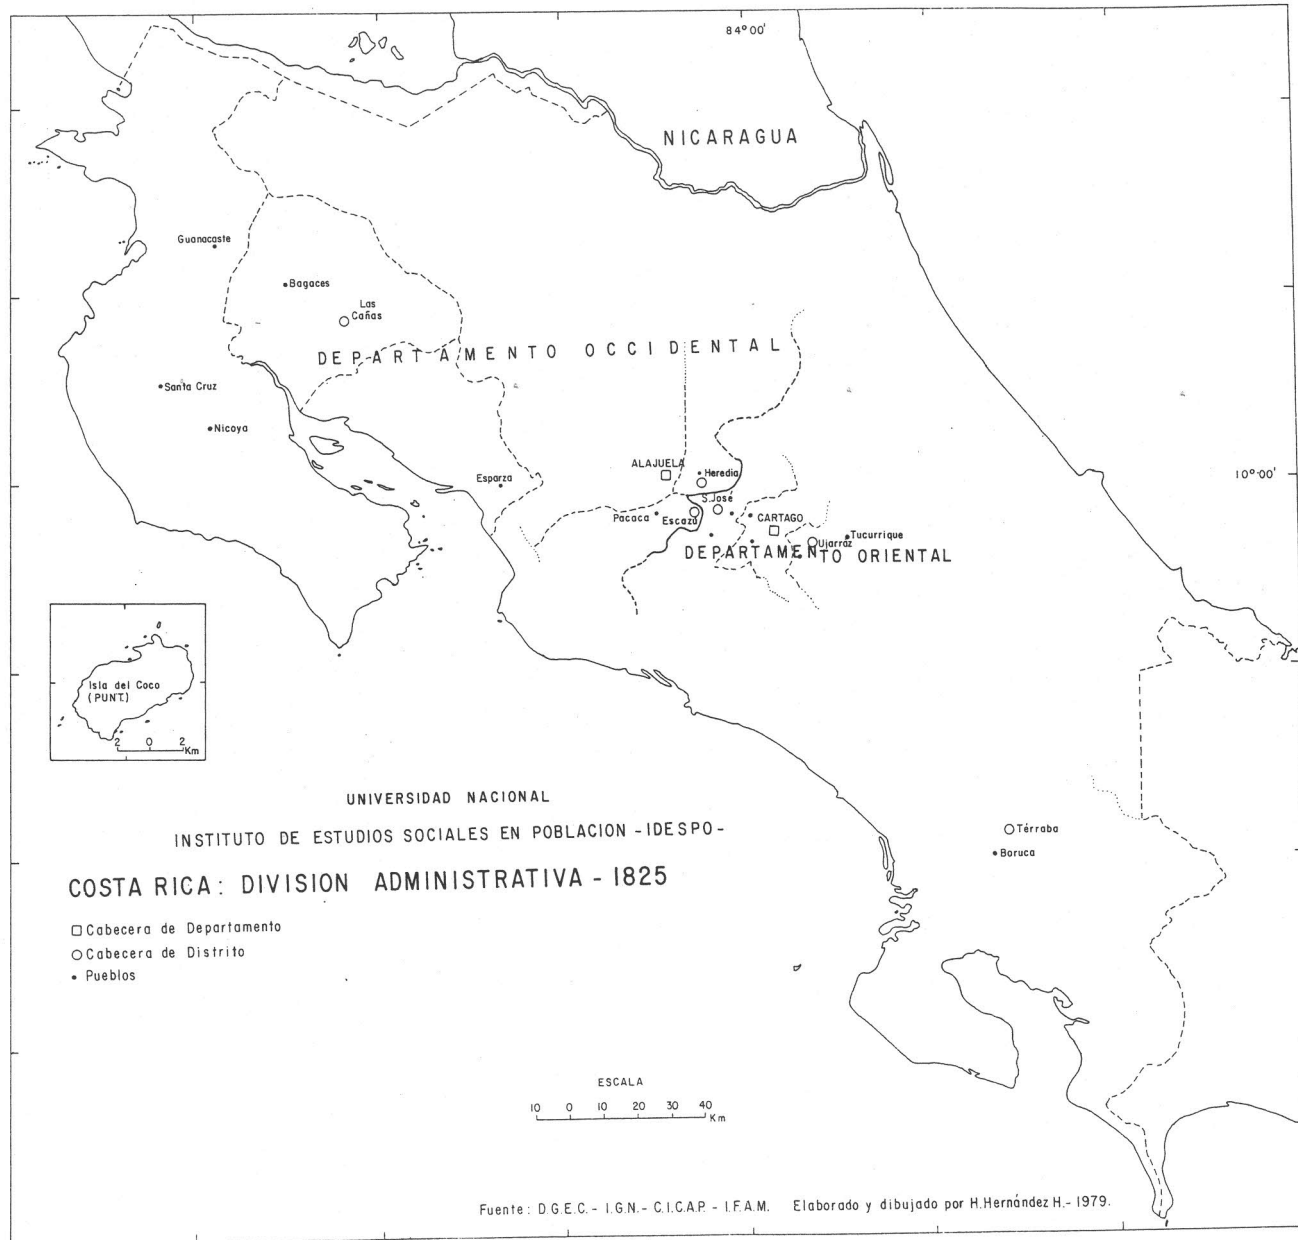 84°00'
NICARAGUA
Guanacaste
Bagaces
Las
Cañas
DEPARTAMENTO OCCIDENTAL
Santa Cruz
Nicoya
ALAJUELA
Heredia
10°00'
Esparza
S.José
Pacaca
Escazú
CARTAGO
Ujarraz
Tucurrique
DEPARTAMENTO ORIENTAL
Isla del Coco
(PUNT.)
2 0 2
Km
UNIVERSIDAD NACIONAL
INSTITUTO DE ESTUDIOS SOCIALES EN POBLACION -IDESPO-
Térraba
Boruca
COSTA RICA: DIVISION ADMINISTRATIVA - 1825
Cabecera de Departamento
Cabecera de Distrito
Pueblos
ESCALA
10 0 10 20 30 40
Km
Fuente: D.G.E.C. - I.G.N.- C.I.C.A.P. - I.F.A.M. Elaborado y dibujado por H.Hernández H.- 1979.